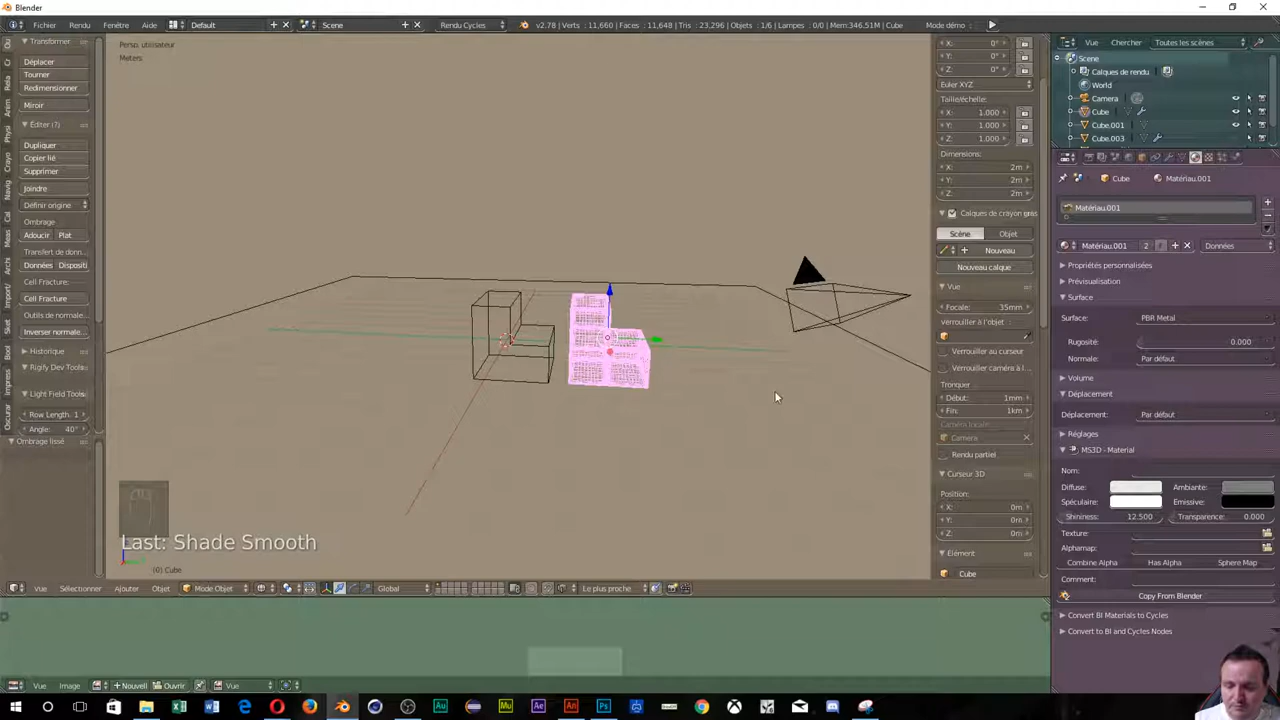 Blender
Fichier Rendu Fenêtre Aide Default Scene Rendu Cycles v2.78 | Verts : 11,660 | Faces : 11,648 | Tris : 23,296 | Objets : 1/6 | Lampes : 0/0 | Mem:346.51M | Cube Mode démo
Persp. utilisateur
Meters
Transformer
Déplacer
Tourner
Redimensionner
Miroir
Éditer (?)
Dupliquer
Copier lié
Supprimer
Joindre
Définir origine
Ombrage
Adoucir Plat
Transfert de donn...
Données Dispositi
Cell Fracture:
Cell Fracture
Outils de normale...
Inverser normale...
Historique
Rigify Dev Tools
Light Field Tools
Row Length: 1
Angle: 40°
Ombrage lissé
Last: Shade Smooth
(0) Cube
Vue Sélectionner Ajouter Objet Mode Objet Global Le plus proche
Vue Image Nouvell Ouvrir Vue
X: 0°
Y: 0°
Z: 0°
Euler XYZ
Taille/échelle:
X: 1.000
Y: 1.000
Z: 1.000
Dimensions:
X: 2m
Y: 2m
Z: 2m
Calques de crayon gras
Scène Objet
Nouveau
Nouveau calque
Vue
Focale: 35mm
Verrouiller à l'objet:
Verrouiller au curseur
Verrouiller caméra à l...
Tronquer
Début: 1mm
Fin: 1km
Caméra locale:
Camera
Rendu partiel
Curseur 3D
Position:
X: 0m
Y: 0m
Z: 0m
Elément
Cube
Vue Chercher Toutes les scènes
Scene
Calques de rendu
World
Camera
Cube
Cube.001
Cube.003
Cube Matériau.001
Matériau.001
Matériau.001 2 Données
Propriétés personnalisées
Prévisualisation
Surface
Surface: PBR Metal
Rugosité: 0.000
Normale: Par défaut
Volume
Déplacement
Déplacement: Par défaut
Réglages
MS3D - Material
Nom:
Diffuse: Ambiante:
Spéculaire: Emissive:
Shininess: 12.500 Transparence: 0.000
Texture:
Alphamap:
Combine Alpha Has Alpha Sphere Map
Comment:
Copy From Blender
Convert BI Materials to Cycles
Convert to BI and Cycles Nodes